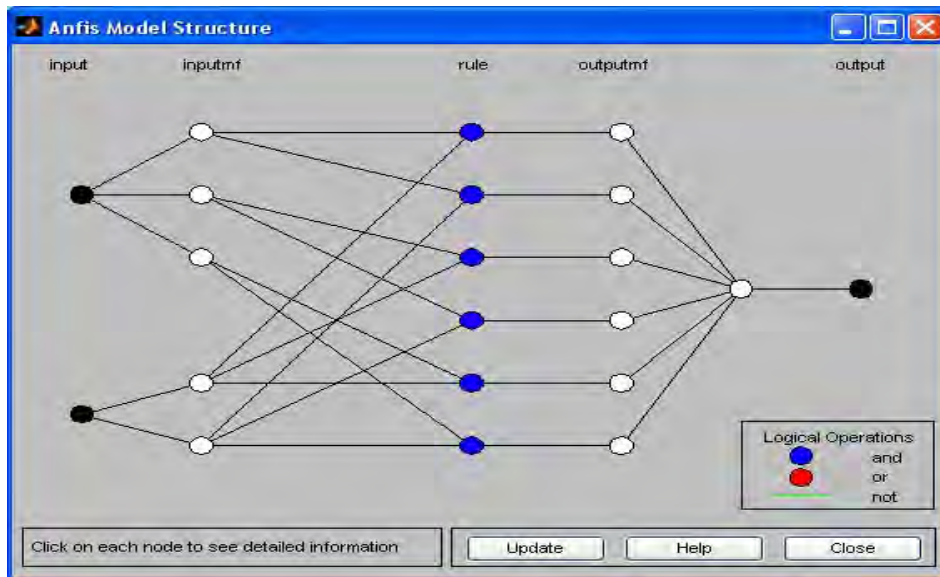 Anfis Model Structure
input inputmf rule outputmf output
Logical Operations
and
or
not
Click on each node to see detailed information
Update Help Close